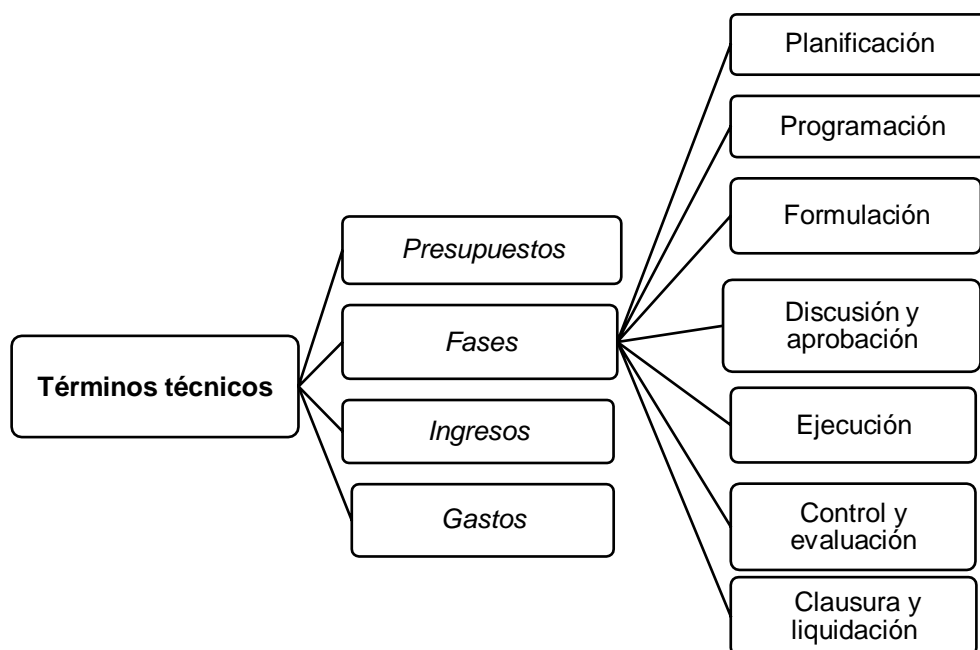 Términos técnicos
Presupuestos
Fases
Ingresos
Gastos
Planificación
Programación
Formulación
Discusión y
aprobación
Ejecución
Control y
evaluación
Clausura y
liquidación